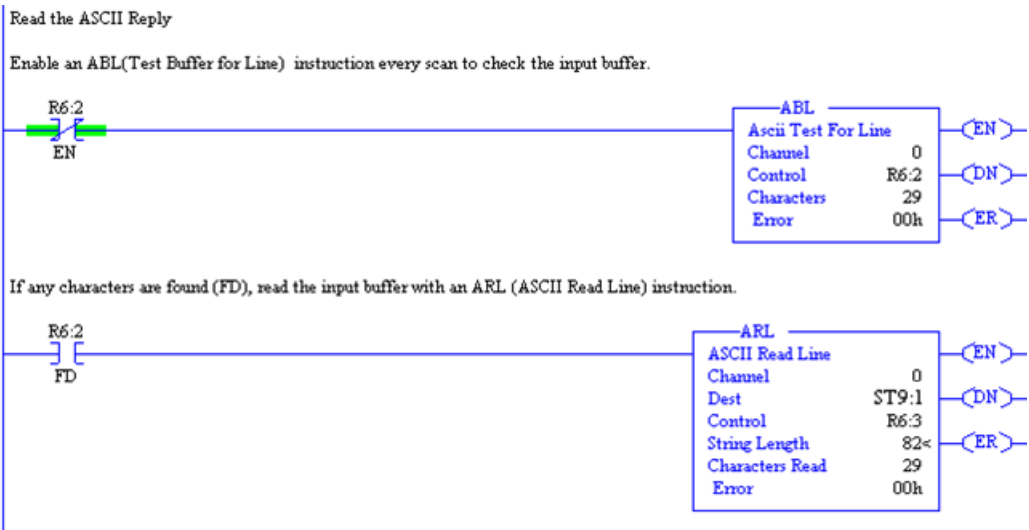 Read the ASCII Reply
Enable an ABL(Test Buffer for Line) instruction every scan to check the input buffer.
R6:2
EN
ABL
Ascii Test For Line
Channel 0
Control R6:2
Characters 29
Error 00h
EN
DN
ER
If any characters are found (FD), read the input buffer with an ARL (ASCII Read Line) instruction.
R6:2
FD
ARL
ASCII Read Line
Channel 0
Dest ST9:1
Control R6:3
String Length 82<
Characters Read 29
Error 00h
EN
DN
ER